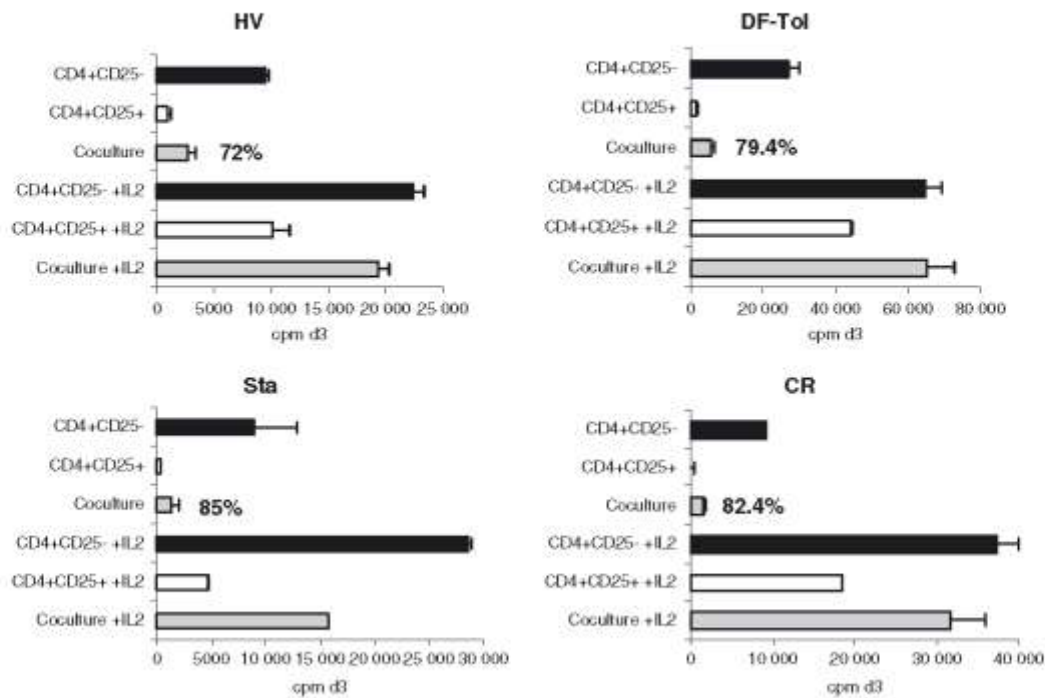 HV
CD4+CD25-
CD4+CD25+
Coculture
72%
CD4+CD25- +IL2
CD4+CD25+ +IL2
Coculture +IL2
0 5000 10 000 15 000 20 000 25 000
cpm d3
DF-Tol
CD4+CD25-
CD4+CD25+
Coculture
79.4%
CD4+CD25- +IL2
CD4+CD25+ +IL2
Coculture +IL2
0 20 000 40 000 60 000 80 000
cpm d3
Sta
CD4+CD25-
CD4+CD25+
Coculture
85%
CD4+CD25- +IL2
CD4+CD25+ +IL2
Coculture +IL2
0 5000 10 000 15 000 20 000 25 000 30 000
cpm d3
CR
CD4+CD25-
CD4+CD25+
Coculture
82.4%
CD4+CD25- +IL2
CD4+CD25+ +IL2
Coculture +IL2
0 10 000 20 000 30 000 40 000
cpm d3